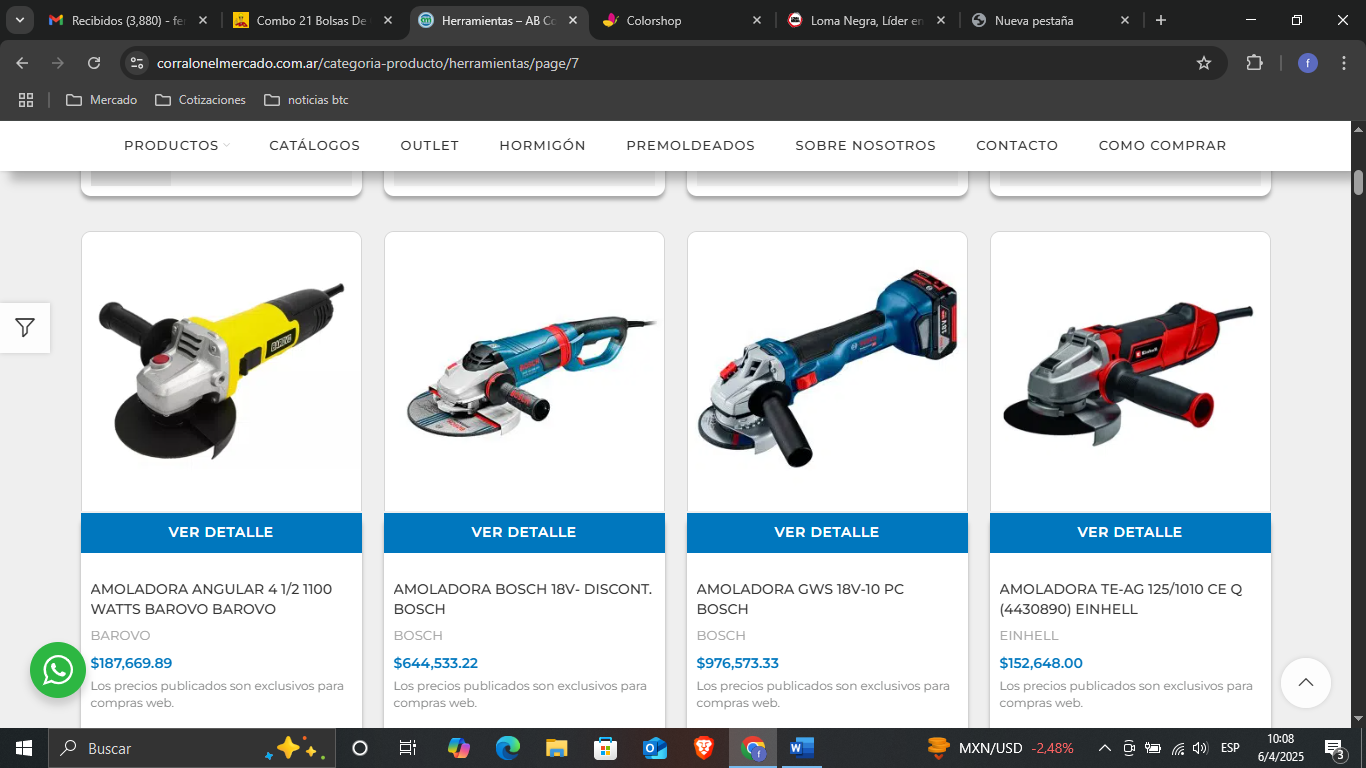 Recibidos (3,880) - fe
Combo 21 Bolsas De
Herramientas – AB Co
Colorshop
Loma Negra, Líder en
Nueva pestaña
corralonelmercado.com.ar/categoria-producto/herramientas/page/7
f
Mercado
Cotizaciones
noticias btc
PRODUCTOS
CATÁLOGOS
OUTLET
HORMIGÓN
PREMOLDEADOS
SOBRE NOSOTROS
CONTACTO
COMO COMPRAR
BAROVO
BOSCH
BOSCH
18V
BOSCH
Einhell
VER DETALLE
VER DETALLE
VER DETALLE
VER DETALLE
AMOLADORA ANGULAR 4 1/2 1100
WATTS BAROVO BAROVO
BAROVO
$187,669.89
Los precios publicados son exclusivos para
compras web.
AMOLADORA BOSCH 18V- DISCONT.
BOSCH
BOSCH
$644,533.22
Los precios publicados son exclusivos para
compras web.
AMOLADORA GWS 18V-10 PC
BOSCH
BOSCH
$976,573.33
Los precios publicados son exclusivos para
compras web.
AMOLADORA TE-AG 125/1010 CE Q
(4430890) EINHELL
EINHELL
$152,648.00
Los precios publicados son exclusivos para
compras web.
Buscar
f
W
MXN/USD -2,48%
ESP
10:08
6/4/2025
3